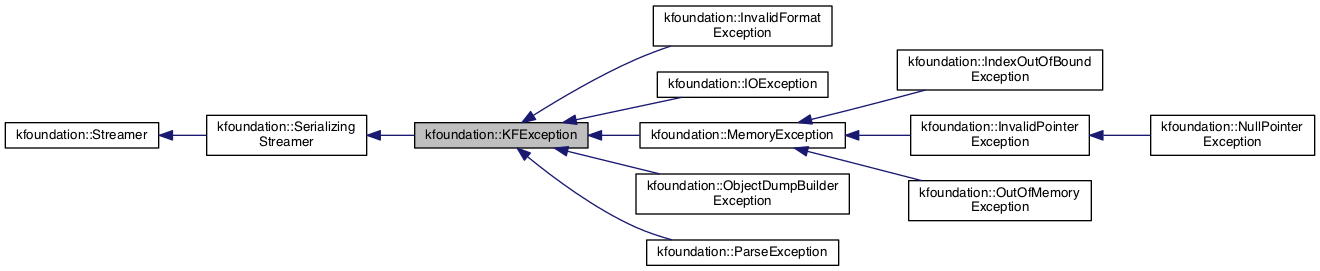 kfoundation::Streamer
kfoundation::Serializing
Streamer
kfoundation::KFException
kfoundation::InvalidFormat
Exception
kfoundation::IOException
kfoundation::MemoryException
kfoundation::ObjectDumpBuilder
Exception
kfoundation::ParseException
kfoundation::IndexOutOfBound
Exception
kfoundation::InvalidPointer
Exception
kfoundation::OutOfMemory
Exception
kfoundation::NullPointer
Exception